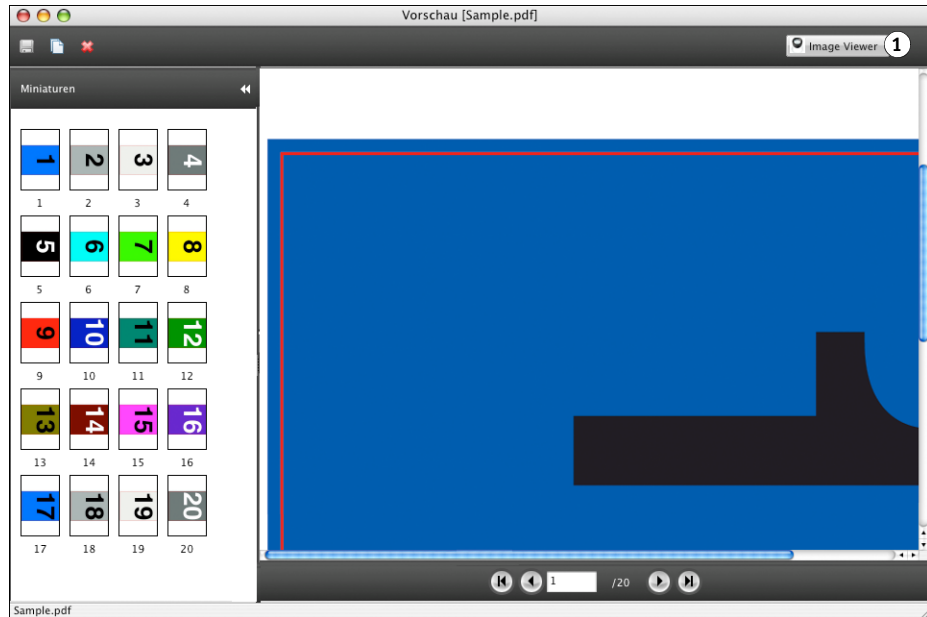 Vorschau [Sample.pdf]
Image Viewer 1
Miniaturen
1 2 3 4
1 2 3 4
5 6 7 8
5 6 7 8
9 10 11 12
9 10 11 12
13 14 15 16
13 14 15 16
17 18 19 20
17 18 19 20
1 /20
Sample.pdf